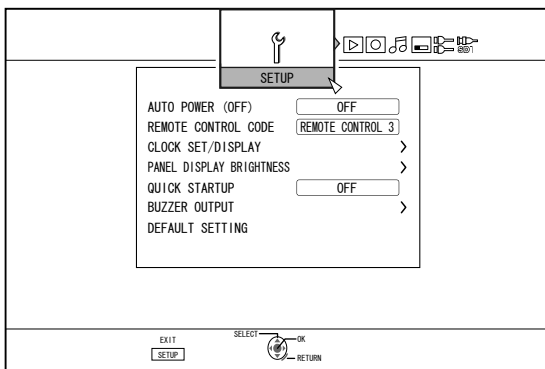 SETUP
AUTO POWER (OFF) OFF
REMOTE CONTROL CODE REMOTE CONTROL 3
CLOCK SET/DISPLAY
PANEL DISPLAY BRIGHTNESS
QUICK STARTUP OFF
BUZZER OUTPUT
DEFAULT SETTING
EXIT
SETUP
SELECT
OK
RETURN